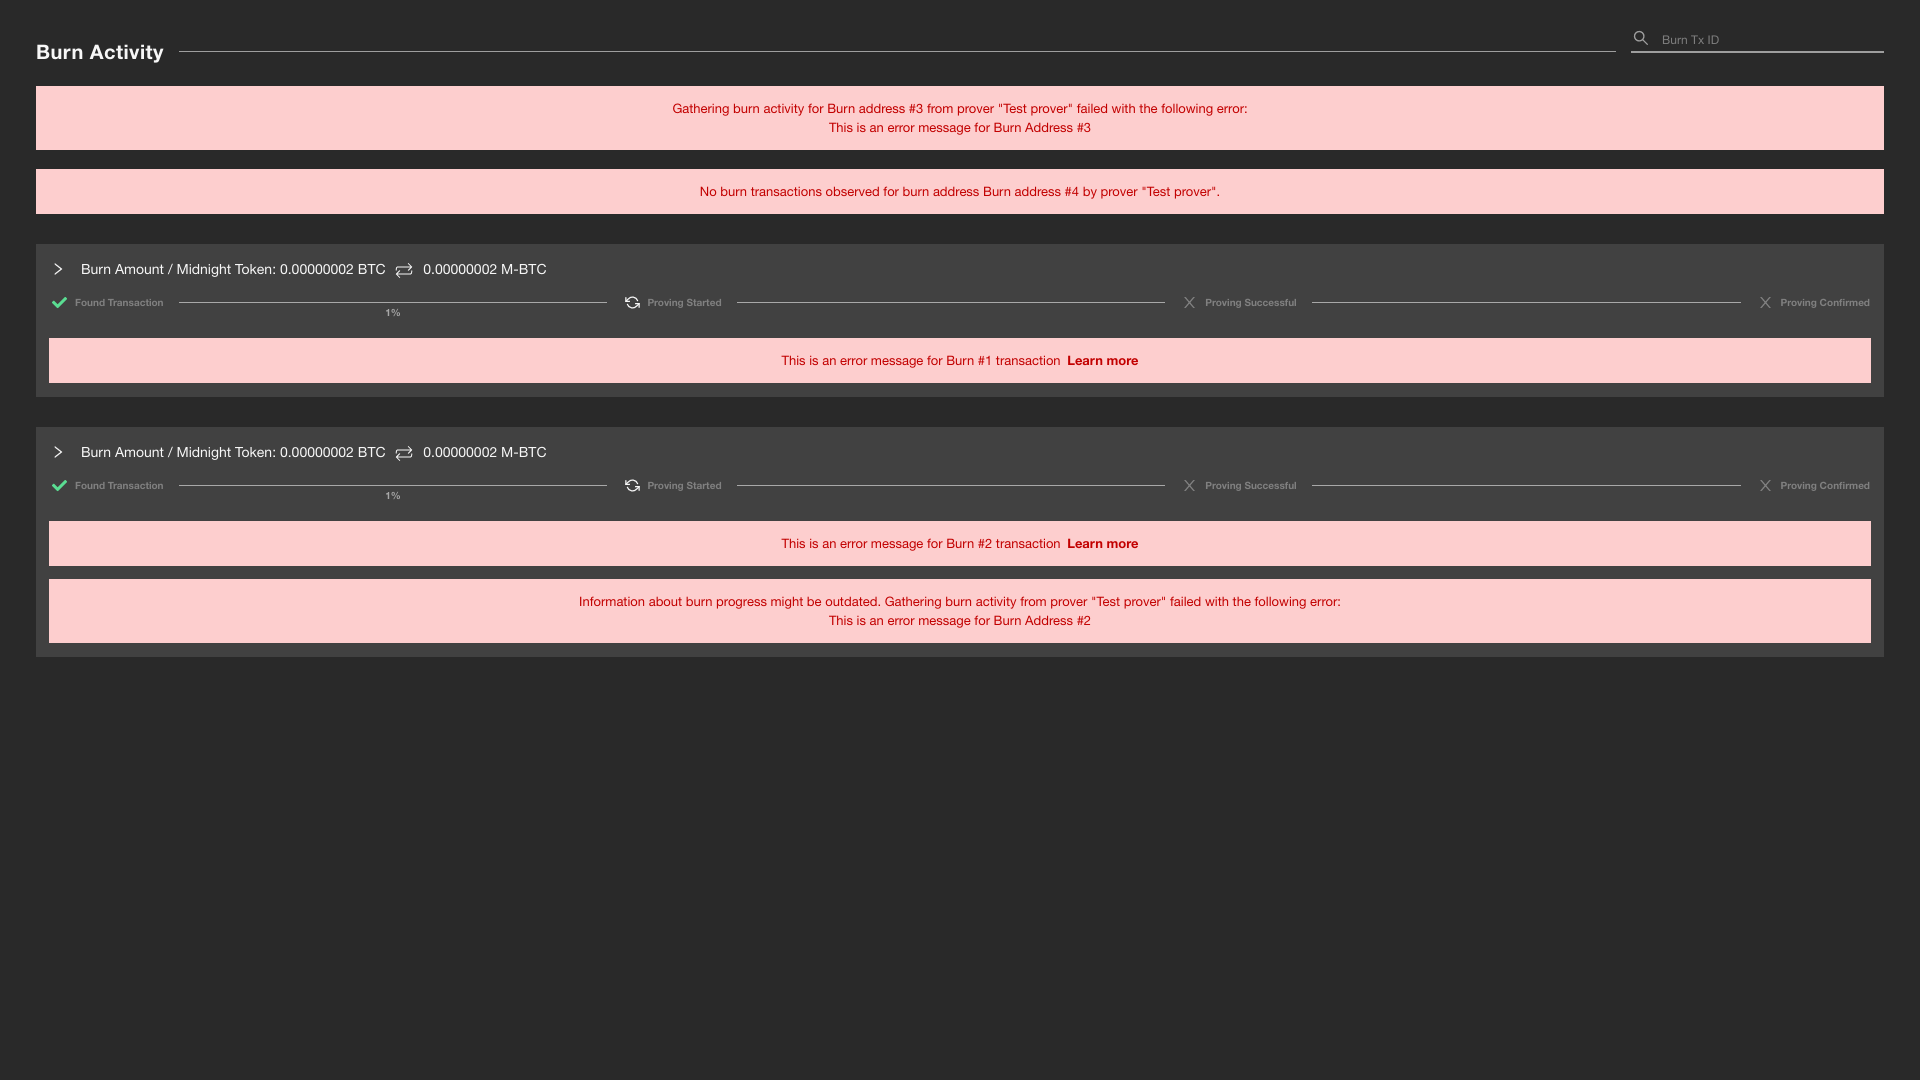 Burn Activity
Burn Tx ID
Gathering burn activity for Burn address #3 from prover "Test prover" failed with the following error:
This is an error message for Burn Address #3
No burn transactions observed for burn address Burn address #4 by prover "Test prover".
Burn Amount / Midnight Token: 0.00000002 BTC 0.00000002 M-BTC
Found Transaction Proving Started Proving Successful Proving Confirmed
1%
This is an error message for Burn #1 transaction Learn more
Burn Amount / Midnight Token: 0.00000002 BTC 0.00000002 M-BTC
Found Transaction Proving Started Proving Successful Proving Confirmed
1%
This is an error message for Burn #2 transaction Learn more
Information about burn progress might be outdated. Gathering burn activity from prover "Test prover" failed with the following error:
This is an error message for Burn Address #2